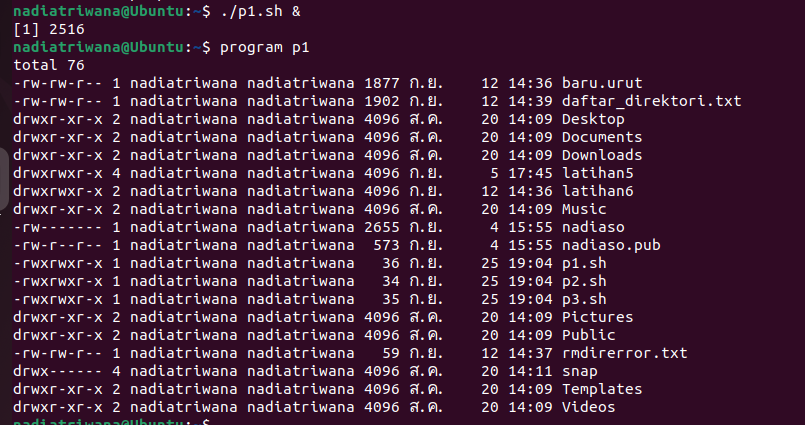 nadiatriwana@Ubuntu:~$ ./p1.sh &
[1] 2516
nadiatriwana@Ubuntu:~$ program p1
total 76
-rw-rw-r-- 1 nadiatriwana nadiatriwana 1877 ก.ย.    12 14:36 baru.urut
-rw-rw-r-- 1 nadiatriwana nadiatriwana 1902 ก.ย.    12 14:39 daftar_direktori.txt
drwxr-xr-x 2 nadiatriwana nadiatriwana 4096 ส.ค.    20 14:09 Desktop
drwxr-xr-x 2 nadiatriwana nadiatriwana 4096 ส.ค.    20 14:09 Documents
drwxr-xr-x 2 nadiatriwana nadiatriwana 4096 ส.ค.    20 14:09 Downloads
drwxrwxr-x 4 nadiatriwana nadiatriwana 4096 ก.ย.     5 17:45 latihan5
drwxrwxr-x 2 nadiatriwana nadiatriwana 4096 ก.ย.    12 14:36 latihan6
drwxr-xr-x 2 nadiatriwana nadiatriwana 4096 ส.ค.    20 14:09 Music
-rw------- 1 nadiatriwana nadiatriwana 2655 ก.ย.     4 15:55 nadiaso
-rw-r--r-- 1 nadiatriwana nadiatriwana  573 ก.ย.     4 15:55 nadiaso.pub
-rwxrwxr-x 1 nadiatriwana nadiatriwana   36 ก.ย.    25 19:04 p1.sh
-rwxrwxr-x 1 nadiatriwana nadiatriwana   34 ก.ย.    25 19:04 p2.sh
-rwxrwxr-x 1 nadiatriwana nadiatriwana   35 ก.ย.    25 19:04 p3.sh
drwxr-xr-x 2 nadiatriwana nadiatriwana 4096 ส.ค.    20 14:09 Pictures
drwxr-xr-x 2 nadiatriwana nadiatriwana 4096 ส.ค.    20 14:09 Public
-rw-rw-r-- 1 nadiatriwana nadiatriwana   59 ก.ย.    12 14:37 rmdirerror.txt
drwx------ 4 nadiatriwana nadiatriwana 4096 ส.ค.    20 14:11 snap
drwxr-xr-x 2 nadiatriwana nadiatriwana 4096 ส.ค.    20 14:09 Templates
drwxr-xr-x 2 nadiatriwana nadiatriwana 4096 ส.ค.    20 14:09 Videos
nadiatriwana@Ubuntu:~$